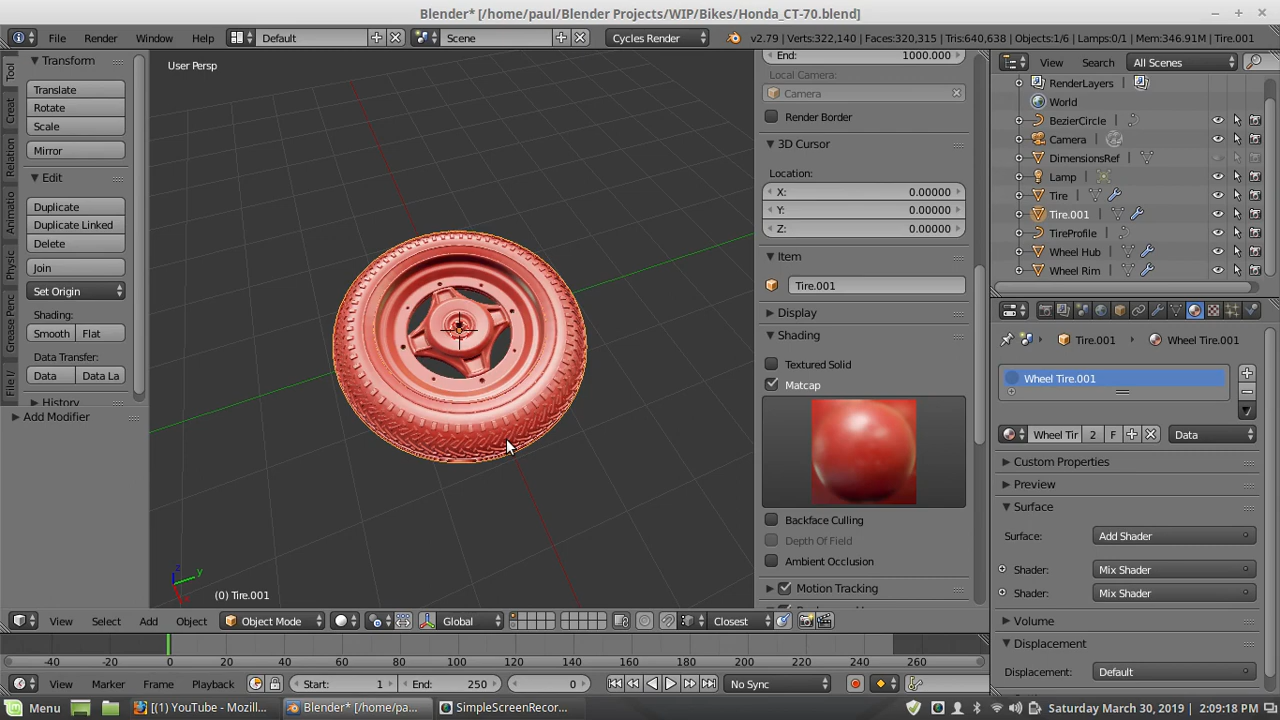 Blender* [/home/paul/Blender Projects/WIP/Bikes/Honda_CT-70.blend]
File Render Window Help Default Scene Cycles Render v2.79 | Verts:322,140 | Faces:320,315 | Tris:640,638 | Objects:1/6 | Lamps:0/1 | Mem:346.91M | Tire.001
Tool
Creat
Relation
Animatio
Physic
Grease Penc
File I/
Transform
Translate
Rotate
Scale
Mirror
Edit
Duplicate
Duplicate Linked
Delete
Join
Set Origin
Shading:
Smooth Flat
Data Transfer:
Data Data La
History
Add Modifier
User Persp
z
y
(0) Tire.001
End: 1000.000
Local Camera:
Camera
Render Border
3D Cursor
Location:
X: 0.00000
Y: 0.00000
Z: 0.00000
Item
Tire.001
Display
Shading
Textured Solid
Matcap
Backface Culling
Depth Of Field
Ambient Occlusion
Motion Tracking
View Search All Scenes
RenderLayers
World
BezierCircle
Camera
DimensionsRef
Lamp
Tire
Tire.001
TireProfile
Wheel Hub
Wheel Rim
Tire.001 Wheel Tire.001
Wheel Tire.001
Wheel Tir 2 F Data
Custom Properties
Preview
Surface
Surface: Add Shader
Shader: Mix Shader
Shader: Mix Shader
Volume
Displacement
Displacement: Default
View Select Add Object Object Mode Global Closest
-40 -20 0 20 40 60 80 100 120 140 160 180 200 220 240 260
View Marker Frame Playback Start: 1 End: 250 0 No Sync
Menu [(1) YouTube - Mozill... Blender* [/home/pa... SimpleScreenRecor... Saturday March 30, 2019 2:09:18 PM